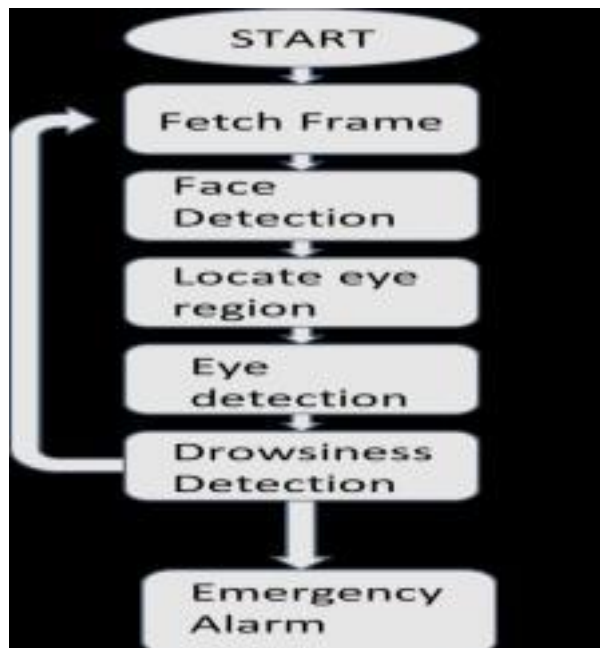 START
Fetch Frame
Face
Detection
Locate eye
region
Eye
detection
Drowsiness
Detection
Emergency
Alarm